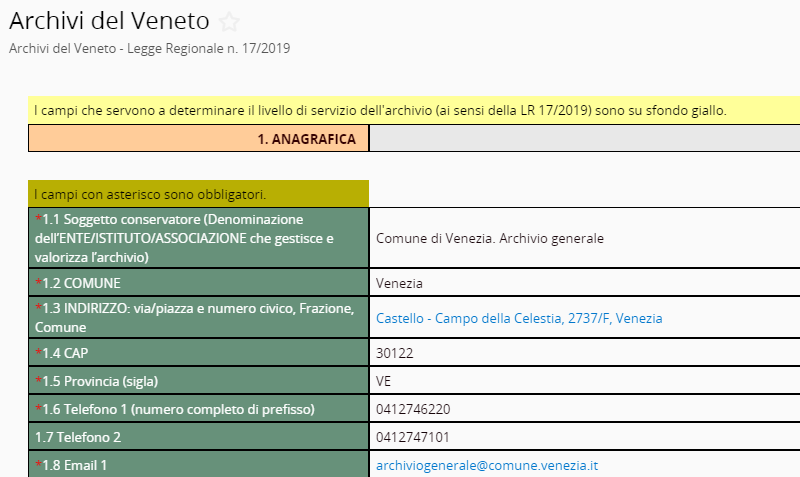 Archivi del Veneto
Archivi del Veneto - Legge Regionale n. 17/2019
I campi che servono a determinare il livello di servizio dell'archivio (ai sensi della LR 17/2019) sono su sfondo giallo.
1. ANAGRAFICA
I campi con asterisco sono obbligatori.
*1.1 Soggetto conservatore (Denominazione
dell’ENTE/ISTITUTO/ASSOCIAZIONE che gestisce e
valorizza l’archivio)
Comune di Venezia. Archivio generale
*1.2 COMUNE
Venezia
*1.3 INDIRIZZO: via/piazza e numero civico, Frazione,
Comune
Castello - Campo della Celestia, 2737/F, Venezia
*1.4 CAP
30122
*1.5 Provincia (sigla)
VE
*1.6 Telefono 1 (numero completo di prefisso)
0412746220
1.7 Telefono 2
0412747101
*1.8 Email 1
archiviogenerale@comune.venezia.it